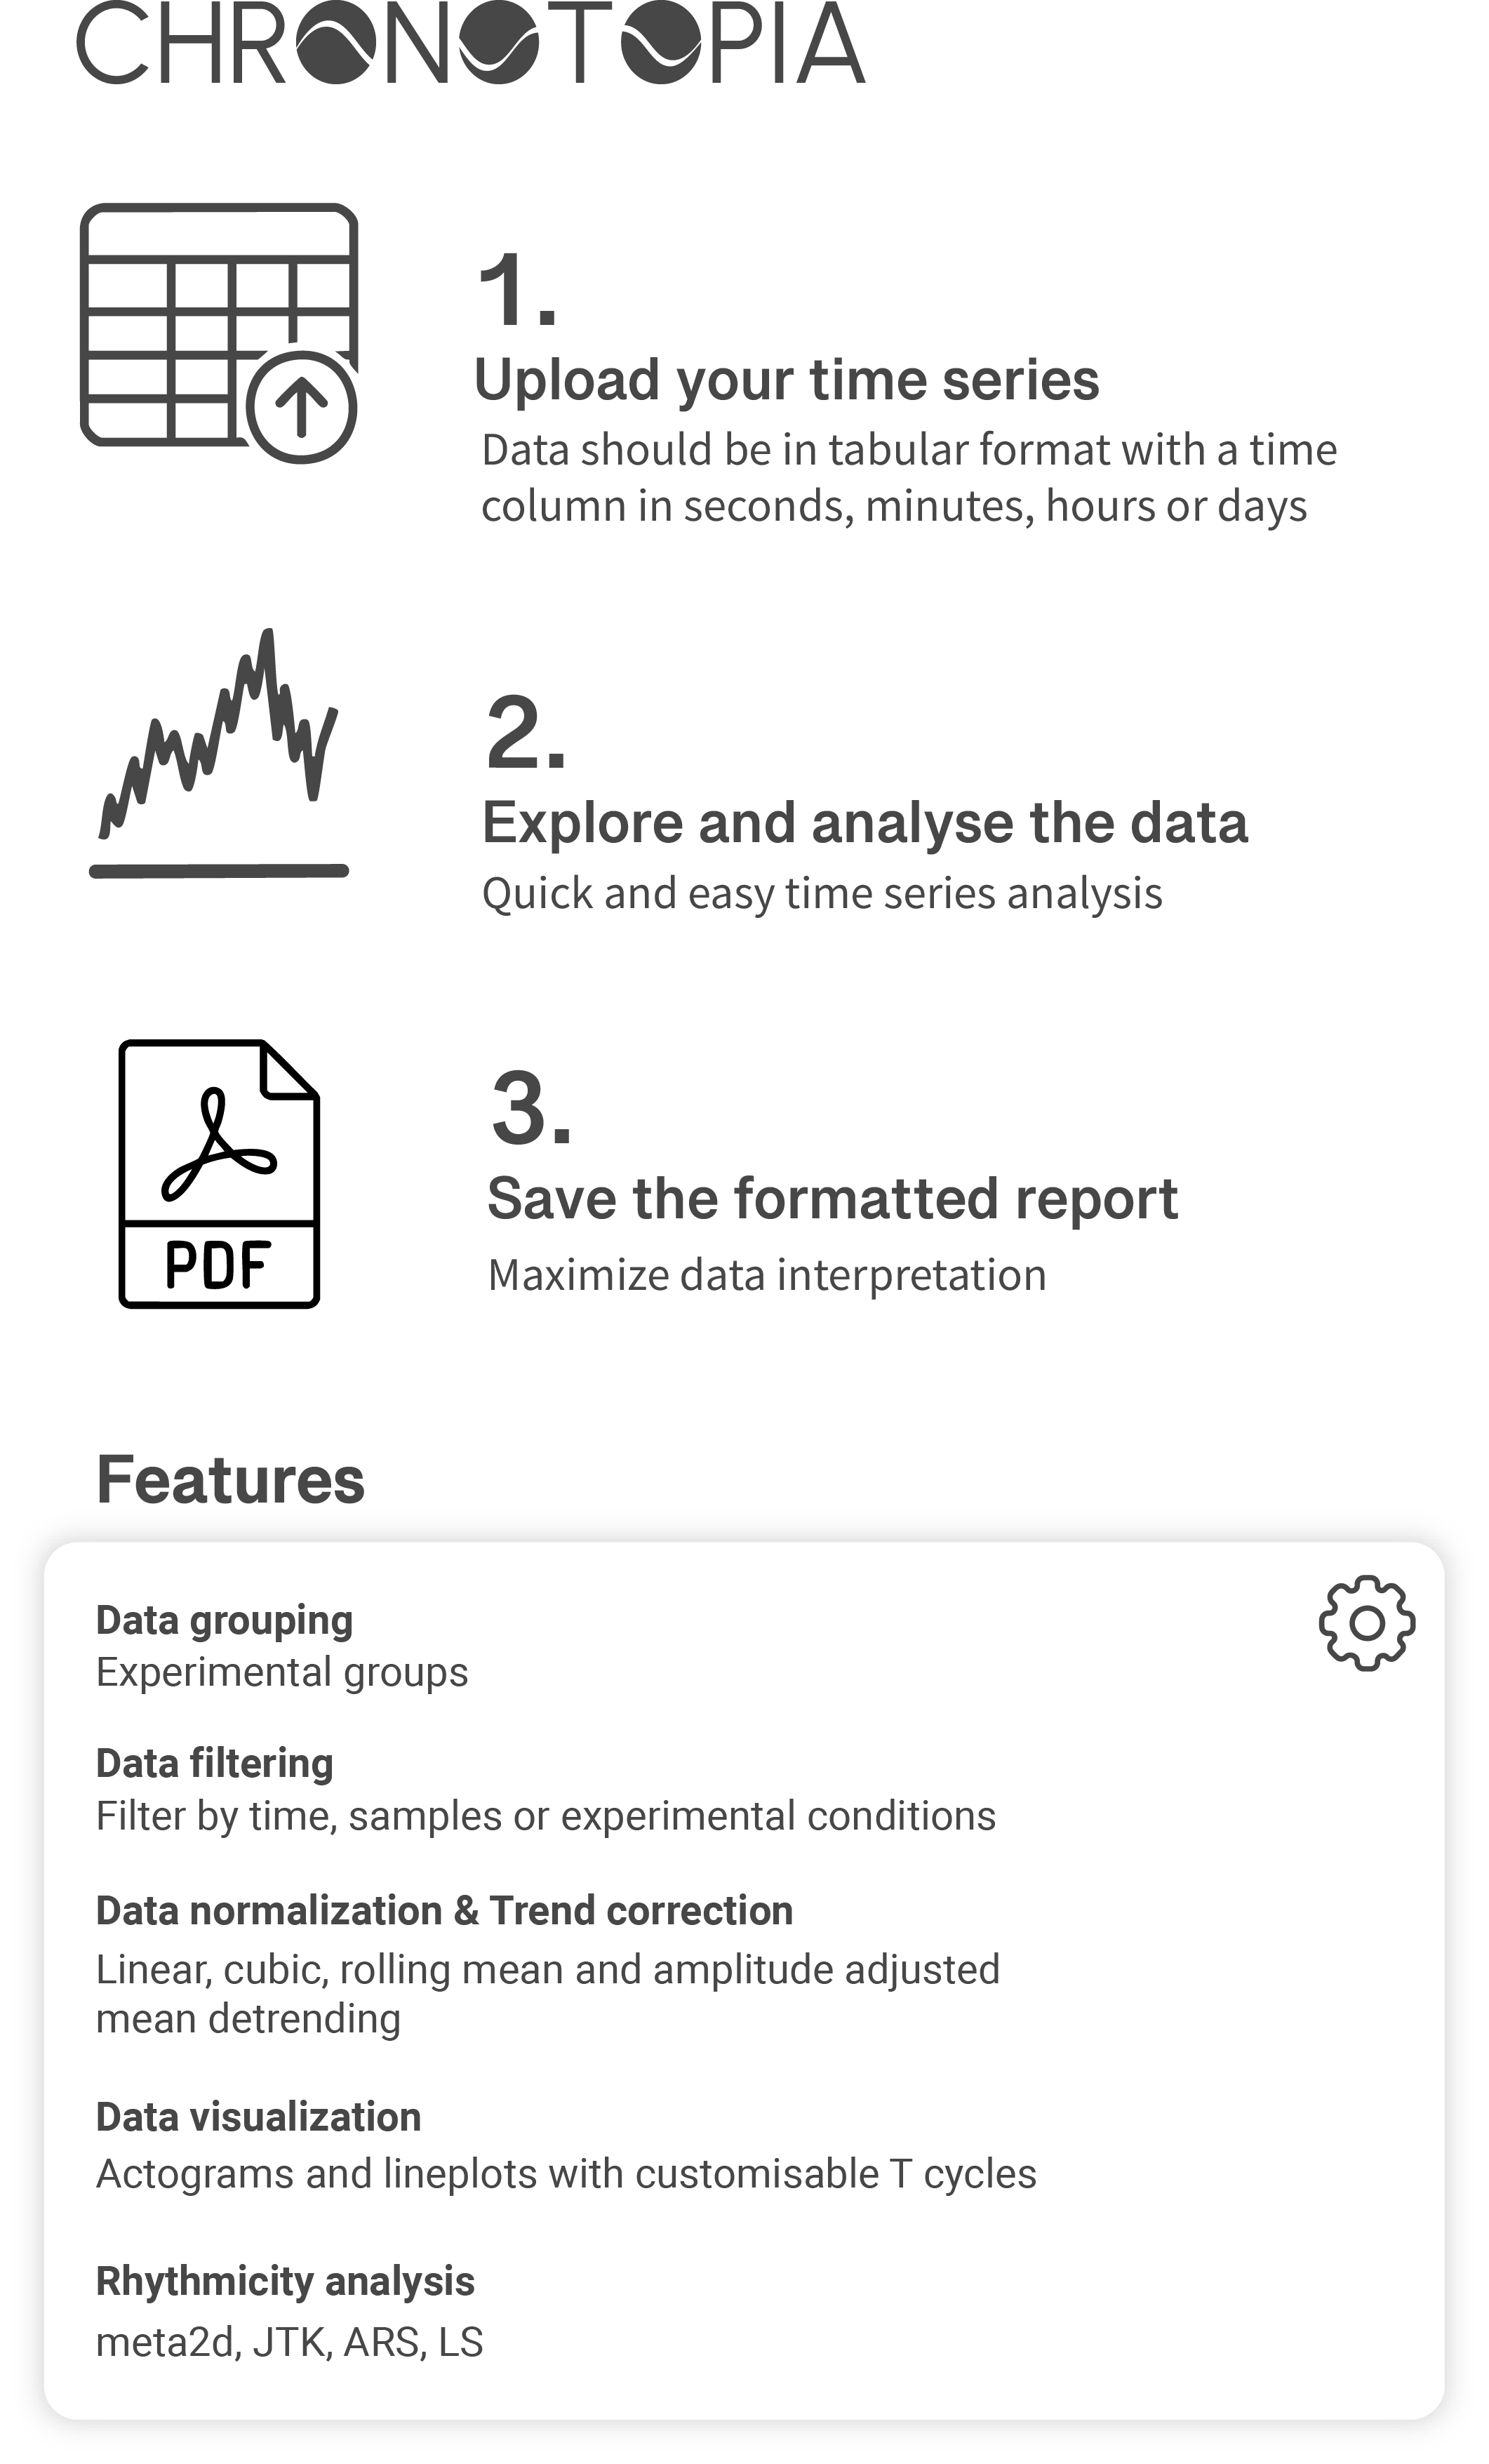 CHRONOTOPIA
1.
Upload your time series
Data should be in tabular format with a time
column in seconds, minutes, hours or days
2.
Explore and analyse the data
Quick and easy time series analysis
PDF
3.
Save the formatted report
Maximize data interpretation
Features
Data grouping
Experimental groups
Data filtering
Filter by time, samples or experimental conditions
Data normalization & Trend correction
Linear, cubic, rolling mean and amplitude adjusted
mean detrending
Data visualization
Actograms and lineplots with customisable T cycles
Rhythmicity analysis
meta2d, JTK, ARS, LS